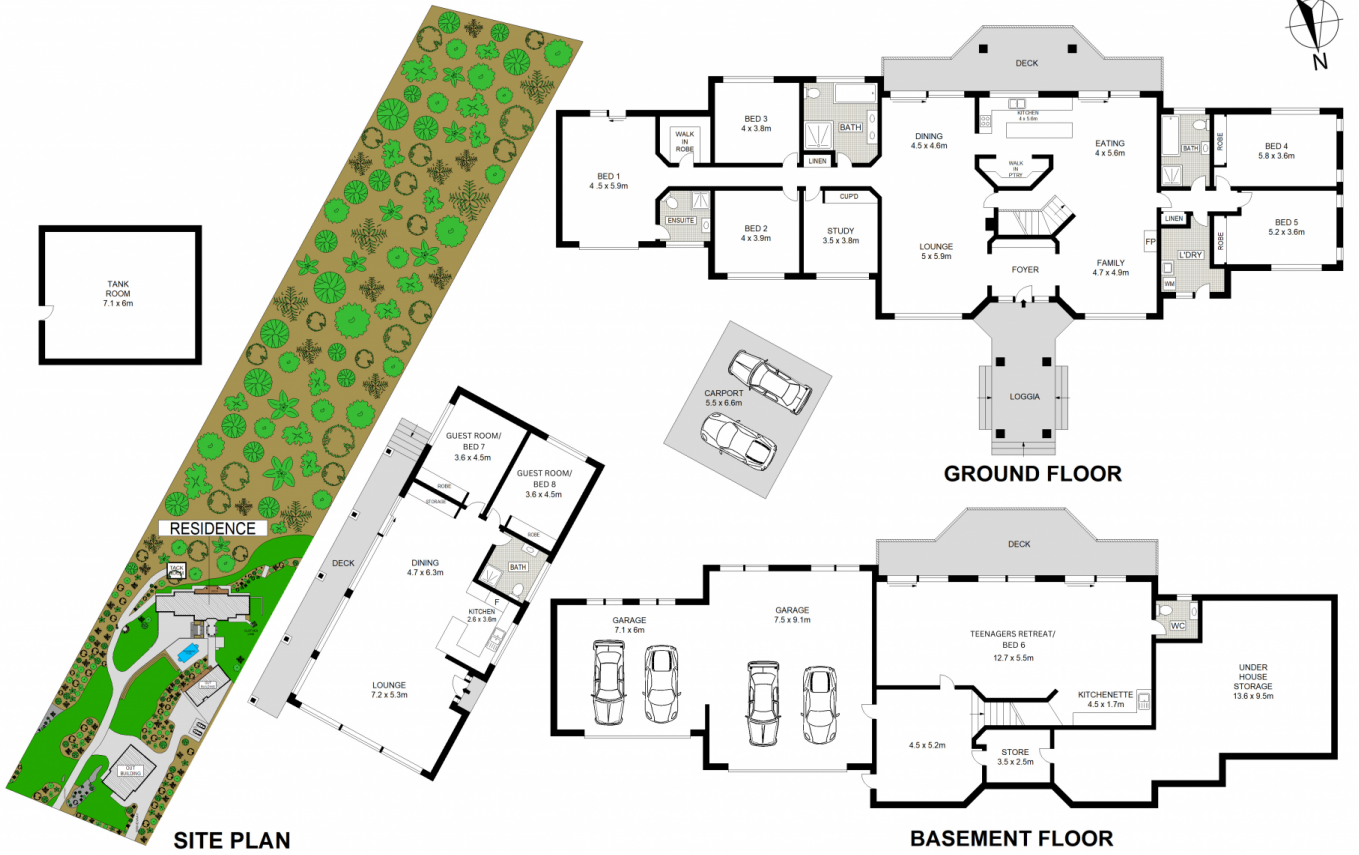 N
DECK
BED 3
4 x 3.8m
BATH
WALK
IN
ROBE
LINEN
BED 1
4 .5 x 5.9m
ENSUITE
BED 2
4 x 3.9m
CUP'D
STUDY
3.5 x 3.8m
DINING
4.5 x 4.6m
KITCHEN
4 x 5.6m
WALK
IN
PTRY
EATING
4 x 5.6m
BATH
ROBE
BED 4
5.8 x 3.6m
LINEN
ROBE
BED 5
5.2 x 3.6m
LOUNGE
5 x 5.9m
FOYER
FP
FAMILY
4.7 x 4.9m
L'DRY
WM
LOGGIA
GROUND FLOOR
TANK
ROOM
7.1 x 6m
CARPORT
5.5 x 6.6m
GUEST ROOM/
BED 7
3.6 x 4.5m
ROBE
STORAGE
GUEST ROOM/
BED 8
3.6 x 4.5m
ROBE
DECK
DINING
4.7 x 6.3m
BATH
F
KITCHEN
2.6 x 3.6m
LOUNGE
7.2 x 5.3m
RESIDENCE
TACK
OUT
BUILDING
OUT
BUILDING
SITE PLAN
DECK
GARAGE
7.1 x 6m
GARAGE
7.5 x 9.1m
TEENAGERS RETREAT/
BED 6
12.7 x 5.5m
WC
KITCHENETTE
4.5 x 1.7m
UNDER
HOUSE
STORAGE
13.6 x 9.5m
4.5 x 5.2m
STORE
3.5 x 2.5m
BASEMENT FLOOR